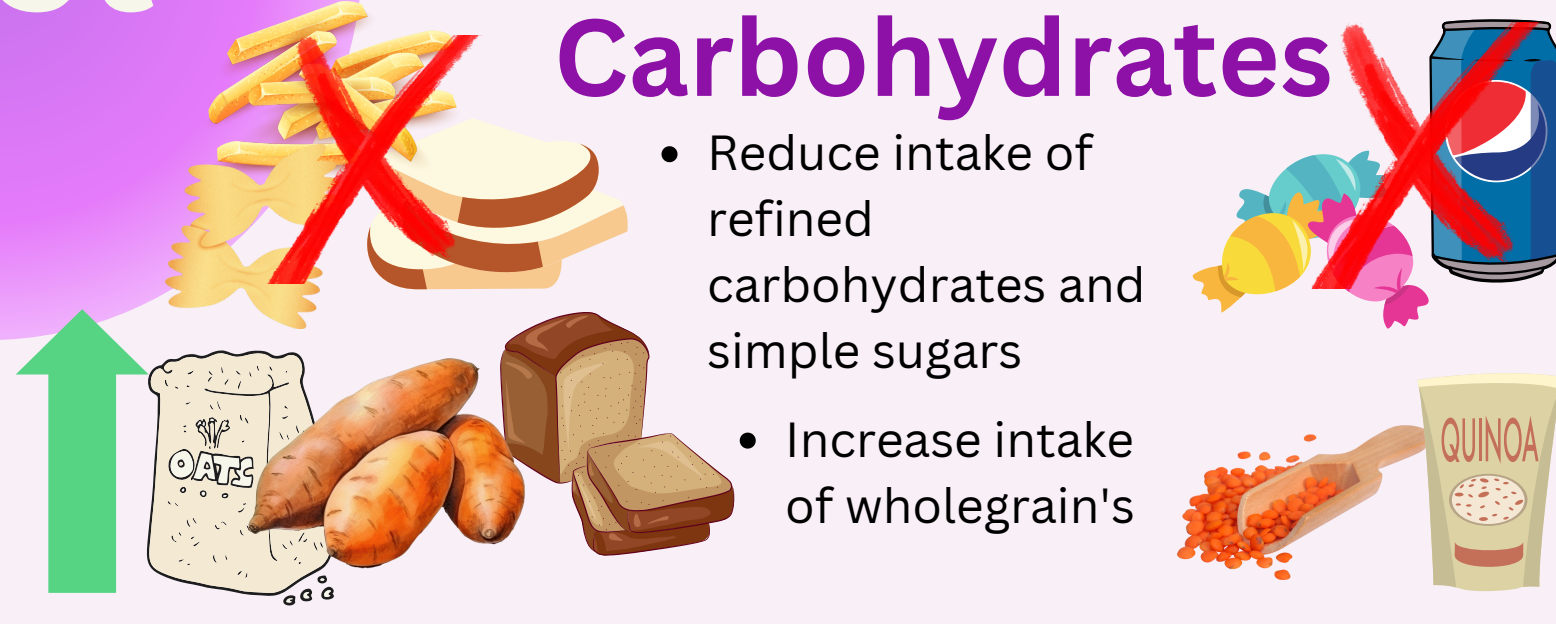 Carbohydrates
• Reduce intake of
refined
carbohydrates and
simple sugars
• Increase intake
of wholegrain's
OATS
QUINOA